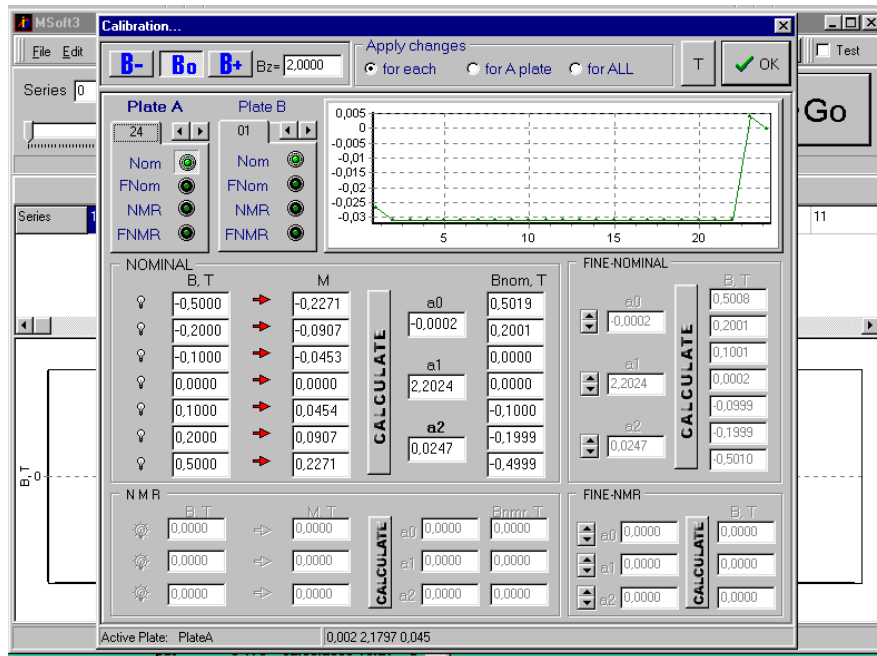 MSoft3
Calibration...
File Edit
Test
B- Bo B+ Bz= 2,0000
Apply changes
for each for A plate for ALL
T OK
Series 0
Go
Plate A Plate B
24 01
Nom Nom
FNom FNom
NMR NMR
FNMR FNMR
0,005
0
-0,005
-0,01
-0,015
-0,02
-0,025
-0,03
5 10 15 20
Series 1 11
NOMINAL
B, T M Bnom, T
-0,5000 -0,2271 a0 0,5019
-0,2000 -0,0907 -0,0002 0,2001
-0,1000 -0,0453 a1 0,0000
0,0000 0,0000 2,2024 0,0000
0,1000 0,0454 a2 -0,1000
0,2000 0,0907 0,0247 -0,1999
0,5000 0,2271 -0,4999
CALCULATE
FINE-NOMINAL
B, T
a0 0,5008
-0,0002 0,2001
a1 0,1001
2,2024 0,0002
a2 -0,0999
0,0247 -0,1999
-0,5010
CALCULATE
B, T
0
NMR
B, T M, T Bnmr, T
0,0000 0,0000 a0 0,0000 0,0000
0,0000 0,0000 a1 0,0000 0,0000
0,0000 0,0000 a2 0,0000 0,0000
CALCULATE
FINE-NMR
B, T
a0 0,0000 0,0000
a1 0,0000 0,0000
a2 0,0000 0,0000
CALCULATE
Active Plate: PlateA 0,002 2,1797 0,045